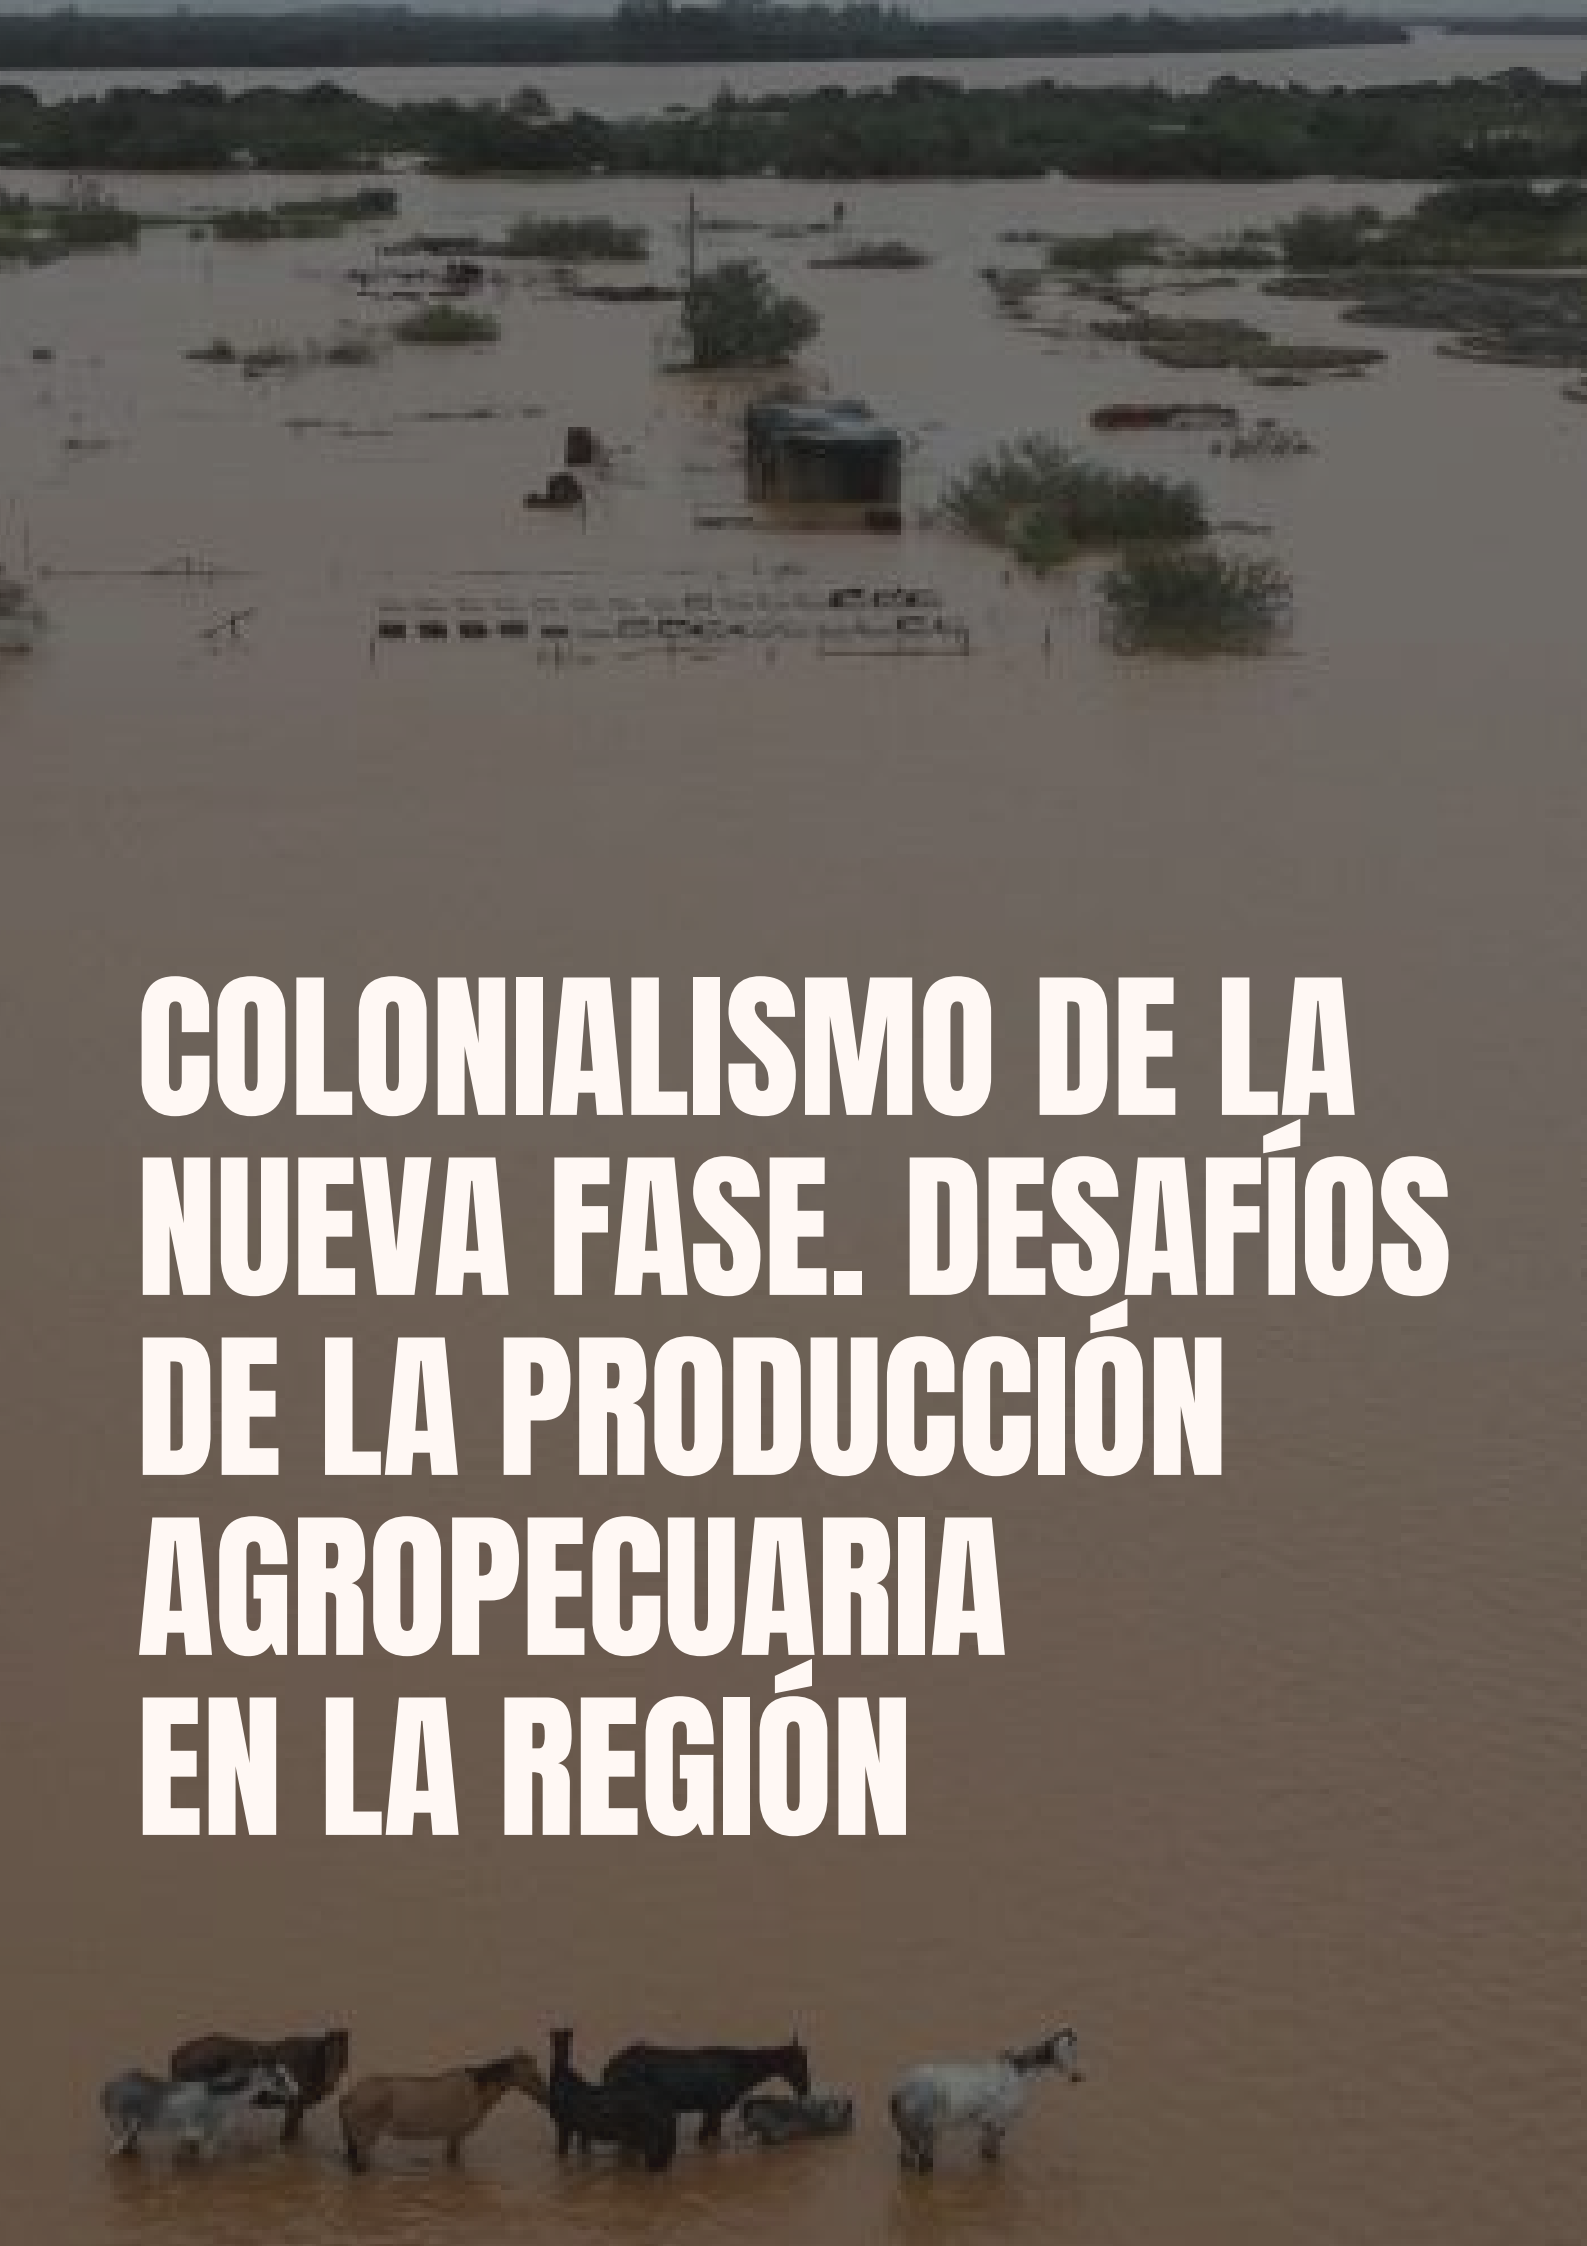 COLONIALISMO DE LA
NUEVA FASE. DESAFÍOS
DE LA PRODUCCIÓN
AGROPECUARIA
EN LA REGIÓN